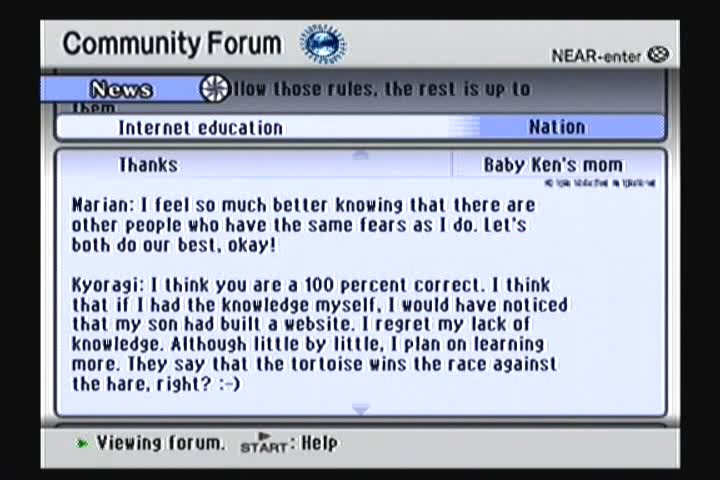 Community Forum
NEAR-enter
News
llow those rules, the rest is up to
them
Internet education
Nation
Thanks
Baby Ken's mom
Marian: I feel so much better knowing that there are
other people who have the same fears as I do. Let's
both do our best, okay!
Kyoragi: I think you are a 100 percent correct. I think
that if I had the knowledge myself, I would have noticed
that my son had built a website. I regret my lack of
knowledge. Although little by little, I plan on learning
more. They say that the tortoise wins the race against
the hare, right? :-)
Viewing forum. START: Help